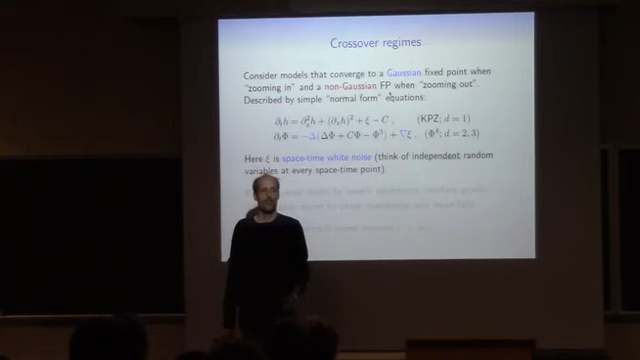 Crossover regimes
Consider models that converge to a Gaussian fixed point when
"zooming in" and a non-Gaussian FP when "zooming out".
Described by simple "normal form" equations:
∂ₜh = ∂ₓ²h + (∂ₓh)² + ξ − C , (KPZ; d = 1)
∂ₜΦ = −Δ(ΔΦ + CΦ − Φ³) + ∇ξ . (Φ⁴; d = 2, 3)
Here ξ is space-time white noise (think of independent random
variables at every space-time point).